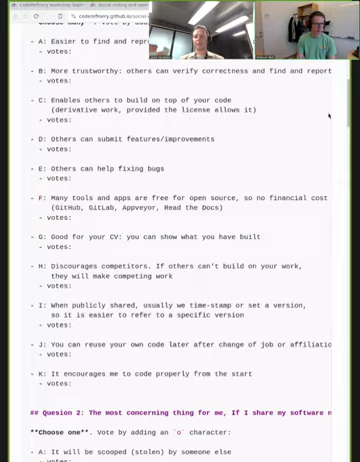 CodeRefinery workshop
Social coding and open
coderefinery.github.io/social-
- A: Easier to find and
- votes:
- B: More trustworthy: others can verify correctness and find and report
- votes:
- C: Enables others to build on top of your code
(derivative work, provided the license allows it)
- votes:
- D: Others can submit features/improvements
- votes:
- E: Others can help fixing bugs
- votes:
- F: Many tools and apps are free for open source, so no financial cost
(GitHub, GitLab, Appveyor, Read the Docs)
- votes:
- G: Good for your CV: you can show what you have built
- votes:
- H: Discourages competitors. If others can't build on your work,
they will make competing work
- votes:
- I: When publicly shared, usually we time-stamp or set a version,
so it is easier to refer to a specific version
- votes:
- J: You can reuse your own code later after change of job or affiliatio
- votes:
- K: It encourages me to code properly from the start
- votes:
## Quesion 2: The most concerning thing for me, If I share my software n
**Choose one**. Vote by adding an `o` character:
- A: It will be scooped (stolen) by someone else
- votes: